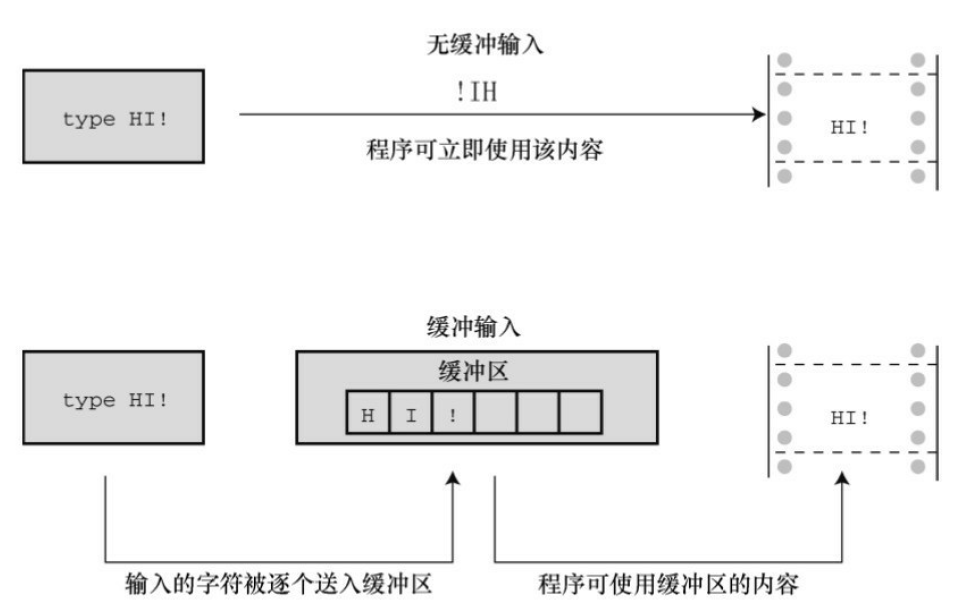 无缓冲输入
type HI!
!IH
HI!
程序可立即使用该内容
缓冲输入
缓冲区
type HI!
H I !
HI!
输入的字符被逐个送入缓冲区
程序可使用缓冲区的内容